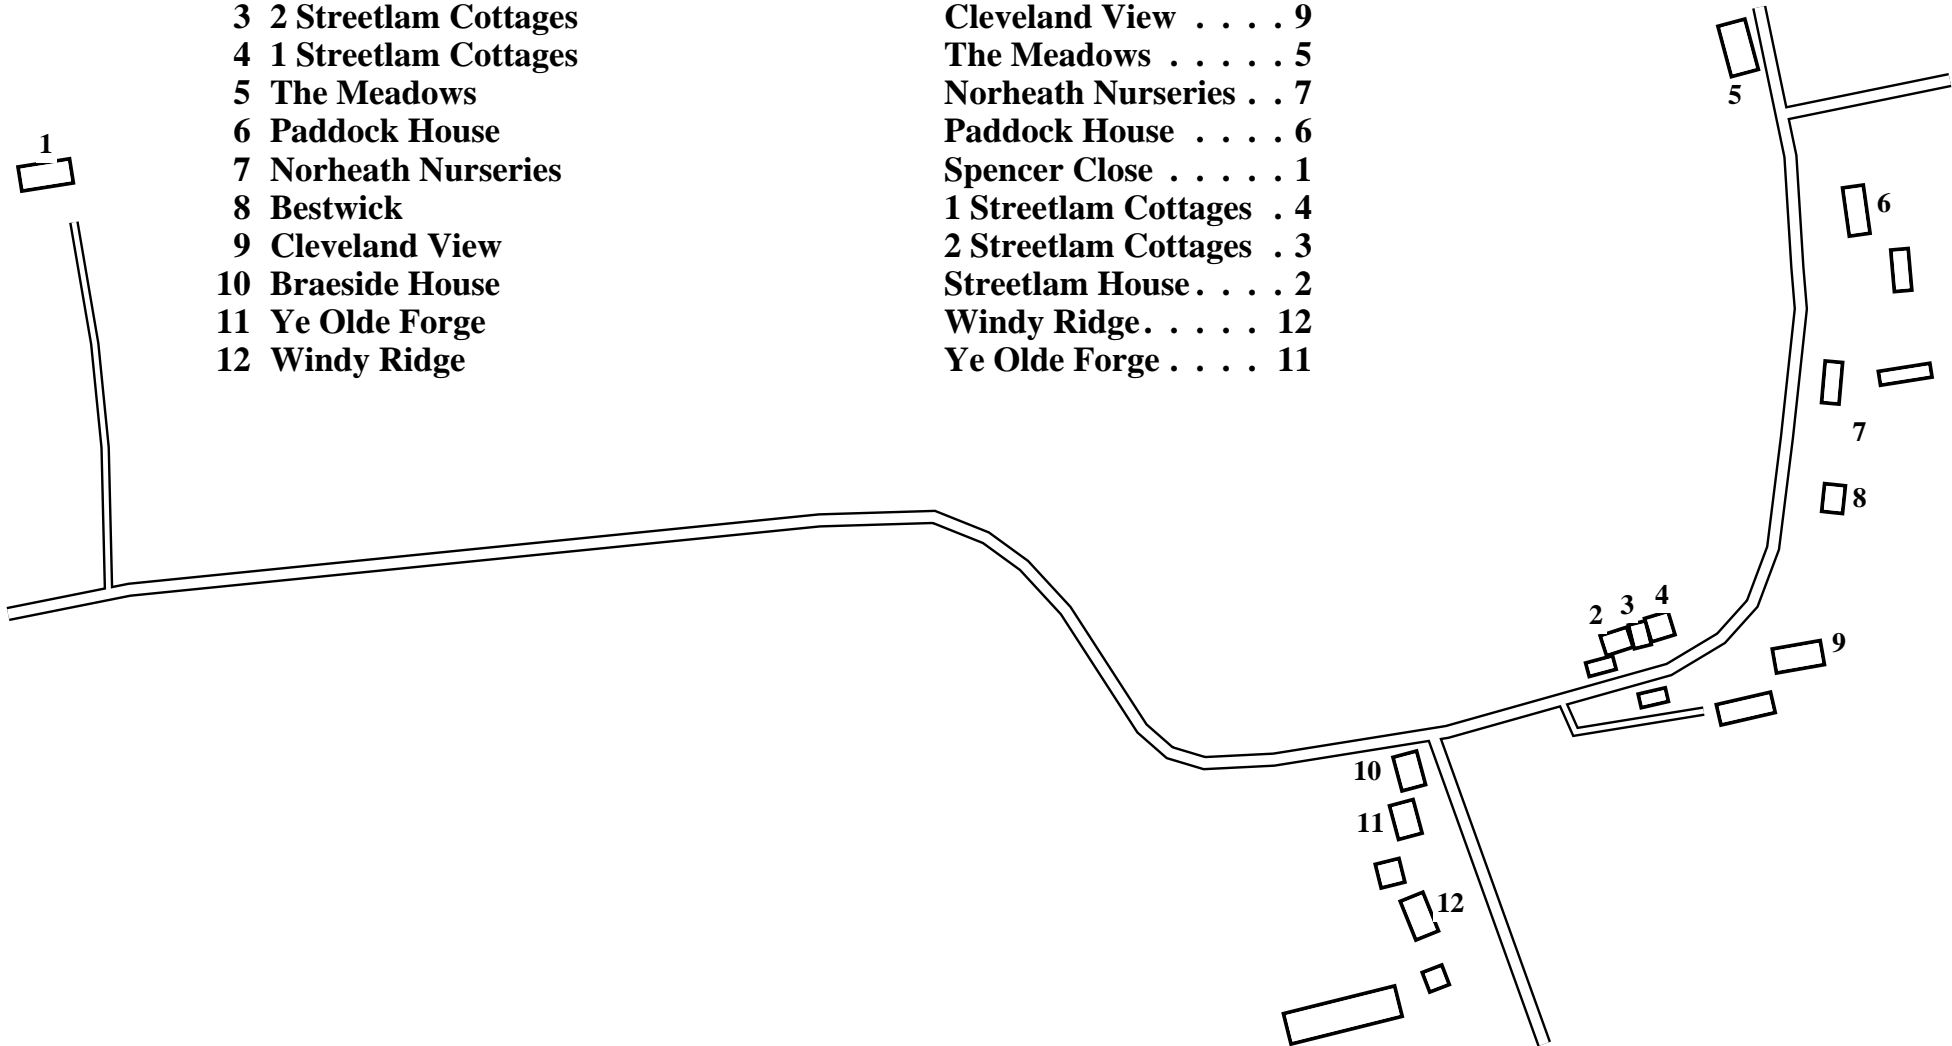 3 2 Streetlam Cottages
4 1 Streetlam Cottages
5 The Meadows
6 Paddock House
7 Norheath Nurseries
8 Bestwick
9 Cleveland View
10 Braeside House
11 Ye Olde Forge
12 Windy Ridge
Cleveland View . . . . 9
The Meadows . . . . . 5
Norheath Nurseries . . 7
Paddock House . . . . 6
Spencer Close . . . . . 1
1 Streetlam Cottages . 4
2 Streetlam Cottages . 3
Streetlam House . . . . 2
Windy Ridge . . . . . 12
Ye Olde Forge . . . . 11
1
5
6
7
8
4
3
2
9
10
11
12